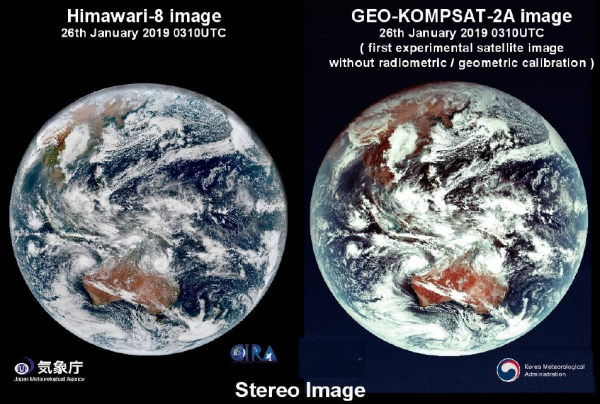 Himawari-8 image
26th January 2019 0310UTC
GEO-KOMPSAT-2A image
26th January 2019 0310UTC
( first experimental satellite image
without radiometric / geometric calibration )
気象庁
Japan Meteorological Agency
CIRA
Korea Meteorological
Administration
Stereo Image